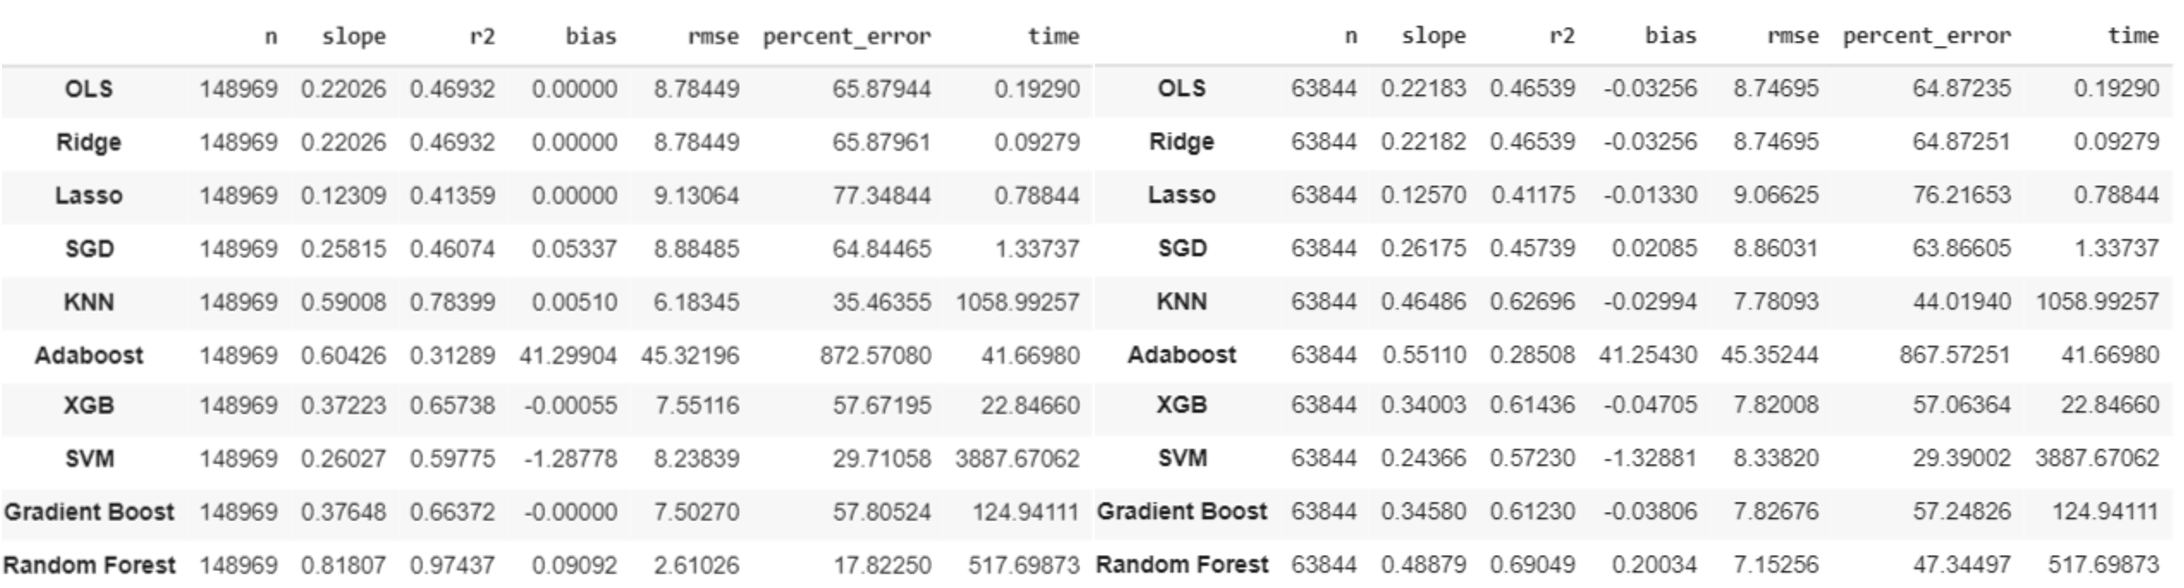 n slope r2 bias rmse percent_error time n slope r2 bias rmse percent_error time
OLS 148969 0.22026 0.46932 0.00000 8.78449 65.87944 0.19290 OLS 63844 0.22183 0.46539 -0.03256 8.74695 64.87235 0.19290
Ridge 148969 0.22026 0.46932 0.00000 8.78449 65.87961 0.09279 Ridge 63844 0.22182 0.46539 -0.03256 8.74695 64.87251 0.09279
Lasso 148969 0.12309 0.41359 0.00000 9.13064 77.34844 0.78844 Lasso 63844 0.12570 0.41175 -0.01330 9.06625 76.21653 0.78844
SGD 148969 0.25815 0.46074 0.05337 8.88485 64.84465 1.33737 SGD 63844 0.26175 0.45739 0.02085 8.86031 63.86605 1.33737
KNN 148969 0.59008 0.78399 0.00510 6.18345 35.46355 1058.99257 KNN 63844 0.46486 0.62696 -0.02994 7.78093 44.01940 1058.99257
Adaboost 148969 0.60426 0.31289 41.29904 45.32196 872.57080 41.66980 Adaboost 63844 0.55110 0.28508 41.25430 45.35244 867.57251 41.66980
XGB 148969 0.37223 0.65738 -0.00055 7.55116 57.67195 22.84660 XGB 63844 0.34003 0.61436 -0.04705 7.82008 57.06364 22.84660
SVM 148969 0.26027 0.59775 -1.28778 8.23839 29.71058 3887.67062 SVM 63844 0.24366 0.57230 -1.32881 8.33820 29.39002 3887.67062
Gradient Boost 148969 0.37648 0.66372 -0.00000 7.50270 57.80524 124.94111 Gradient Boost 63844 0.34580 0.61230 -0.03806 7.82676 57.24826 124.94111
Random Forest 148969 0.81807 0.97437 0.09092 2.61026 17.82250 517.69873 Random Forest 63844 0.48879 0.69049 0.20034 7.15256 47.34497 517.69873